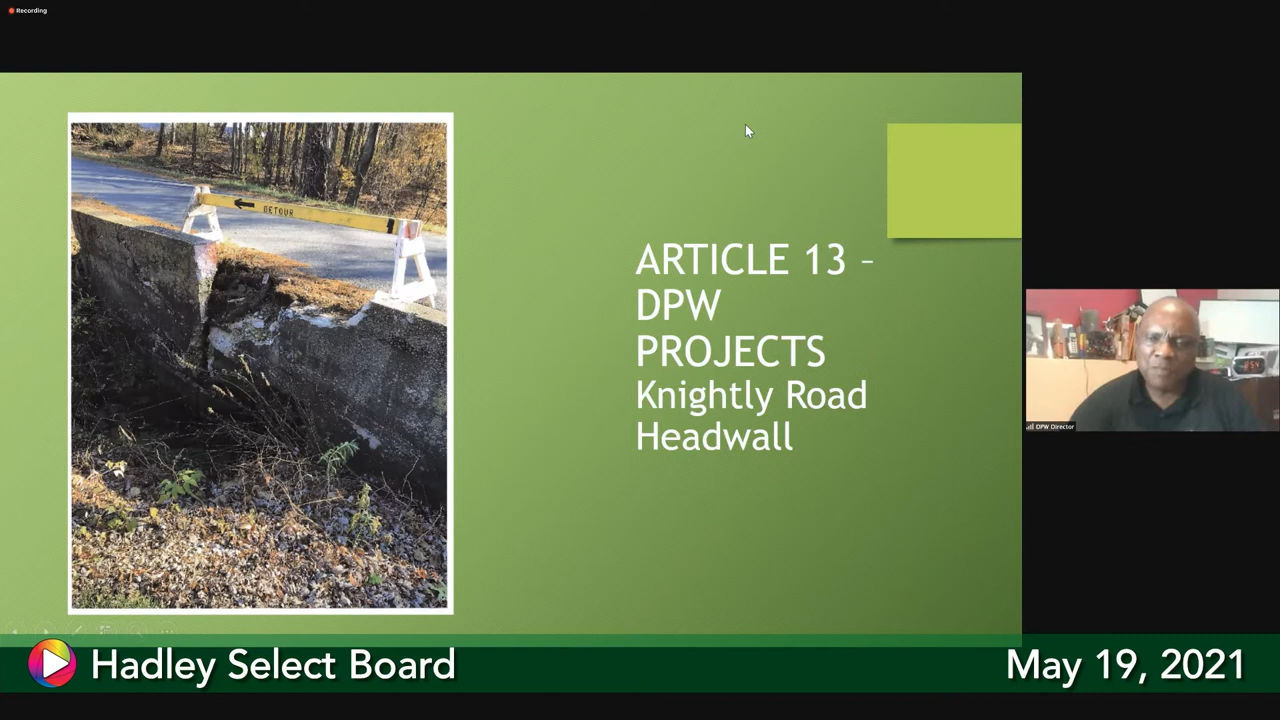 Recording
DETOUR
ARTICLE 13 –
DPW
PROJECTS
Knightly Road
Headwall
DPW Director
Hadley Select Board
May 19, 2021